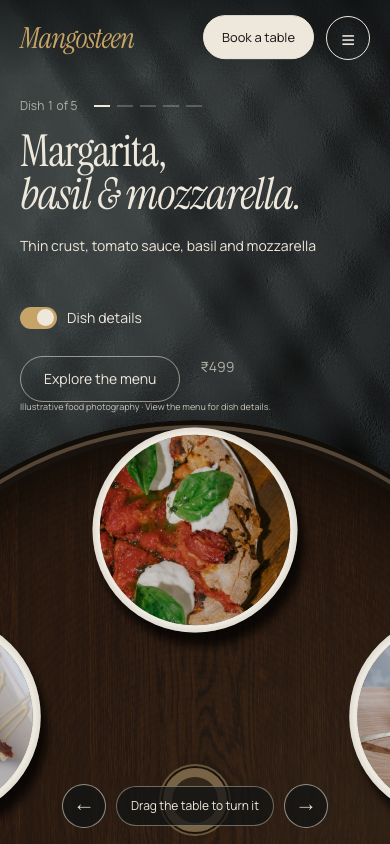 Mangosteen
Book a table
Dish 1 of 5
Margarita,
basil & mozzarella.
Thin crust, tomato sauce, basil and mozzarella
Dish details
Explore the menu
₹499
Illustrative food photography · View the menu for dish details.
← Drag the table to turn it →